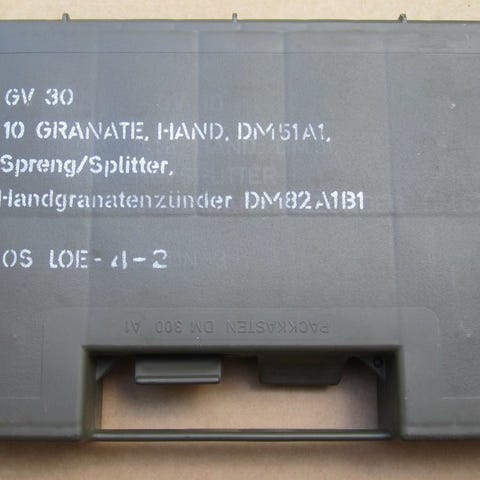 GV 30
10 GRANATE, HAND, DM51A1,
Spreng/Splitter,
Handgranatenzünder DM82A1B1
OS LOE-4-2
PACKKASTEN DM 300 A1